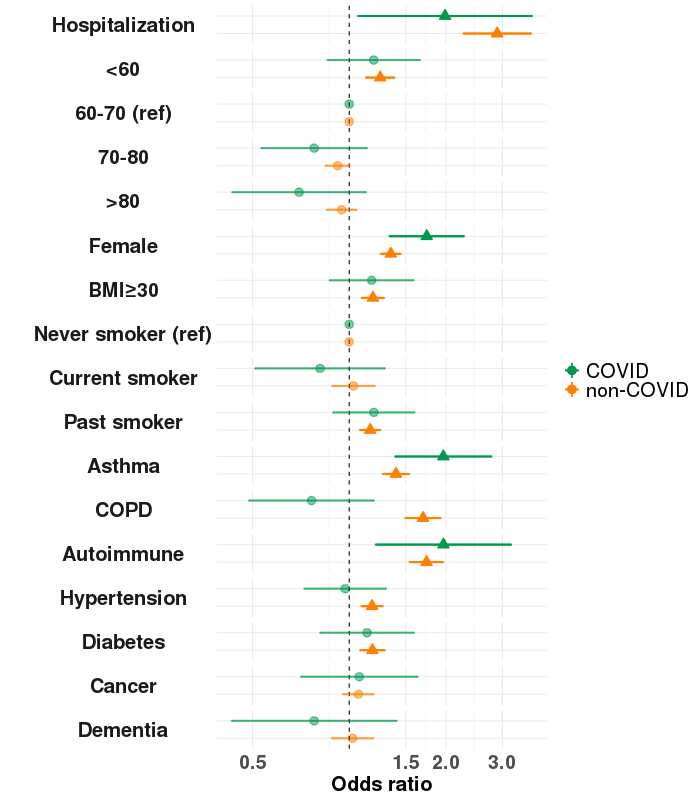 Hospitalization
<60
60-70 (ref)
70-80
>80
Female
BMI≥30
Never smoker (ref)
Current smoker
Past smoker
Asthma
COPD
Autoimmune
Hypertension
Diabetes
Cancer
Dementia
0.5 1.5 2.0 3.0
Odds ratio
COVID
non-COVID